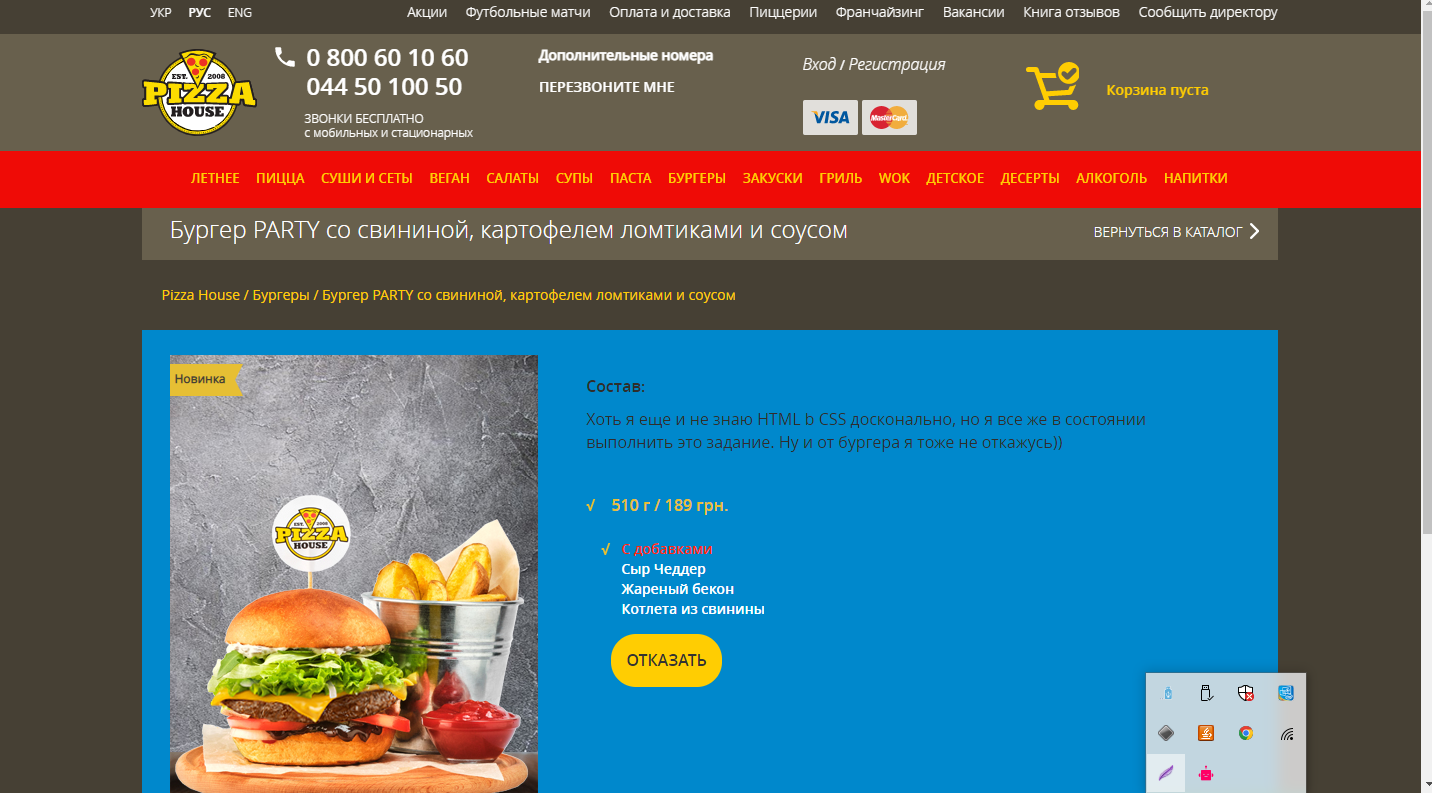 УКР РУС ENG Акции Футбольные матчи Оплата и доставка Пиццерии Франчайзинг Вакансии Книга отзывов Сообщить директору
EST. 2008
PIZZA
HOUSE
0 800 60 10 60
044 50 100 50
ЗВОНКИ БЕСПЛАТНО
с мобильных и стационарных
Дополнительные номера
ПЕРЕЗВОНИТЕ МНЕ
Вход / Регистрация
VISA MasterCard
Корзина пуста
ЛЕТНЕЕ ПИЦЦА СУШИ И СЕТЫ ВЕГАН САЛАТЫ СУПЫ ПАСТА БУРГЕРЫ ЗАКУСКИ ГРИЛЬ WOK ДЕТСКОЕ ДЕСЕРТЫ АЛКОГОЛЬ НАПИТКИ
Бургер PARTY со свининой, картофелем ломтиками и соусом
ВЕРНУТЬСЯ В КАТАЛОГ
Pizza House / Бургеры / Бургер PARTY со свининой, картофелем ломтиками и соусом
Новинка
EST. 2008
PIZZA
HOUSE
Состав:
Хоть я еще и не знаю HTML b CSS досконально, но я все же в состоянии
выполнить это задание. Ну и от бургера я тоже не откажусь))
√ 510 г / 189 грн.
√ С добавками
Сыр Чеддер
Жареный бекон
Котлета из свинины
ОТКАЗАТЬ